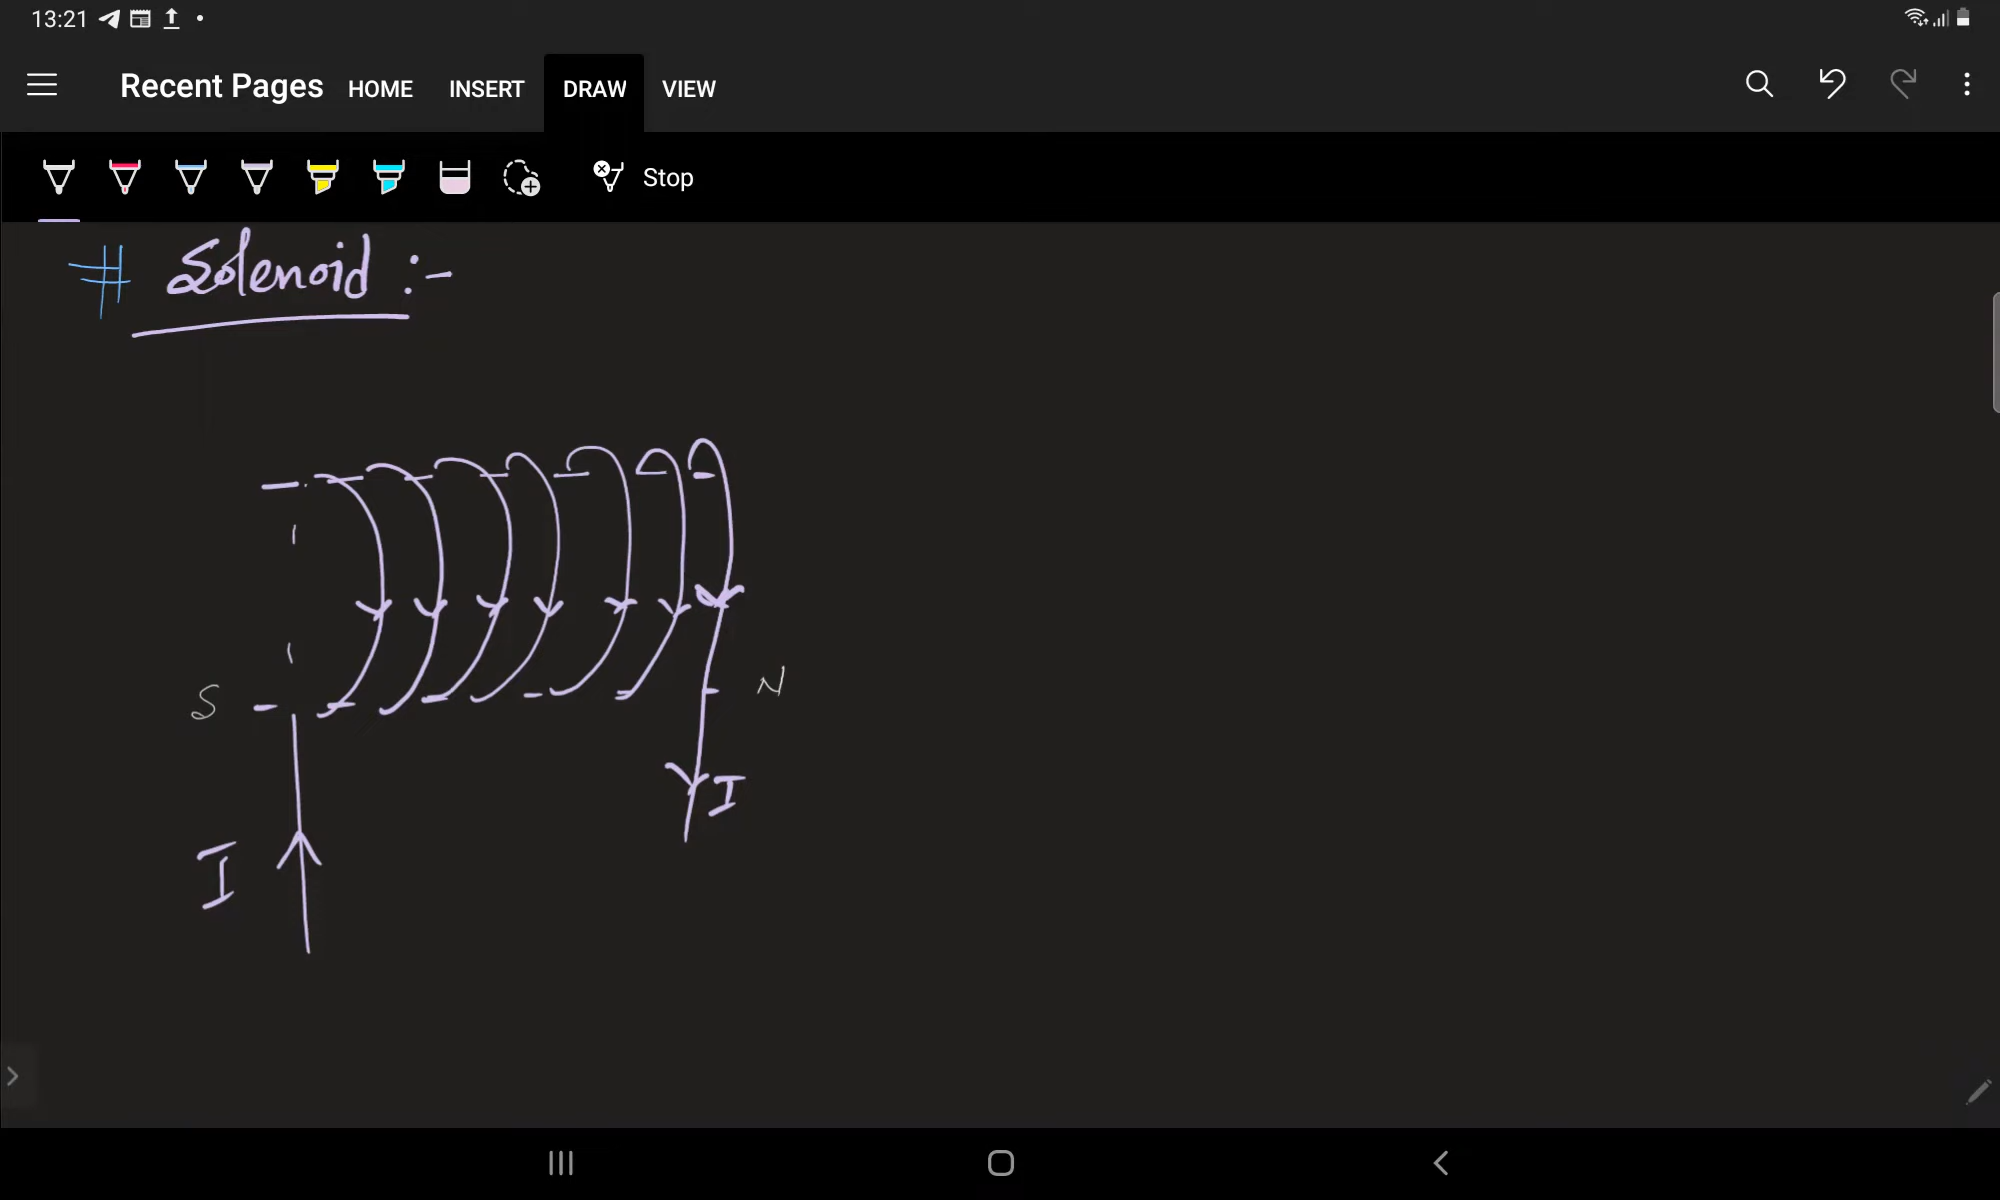 13:21
Recent Pages HOME INSERT DRAW VIEW
Stop
# Solenoid :-
S N
I
I